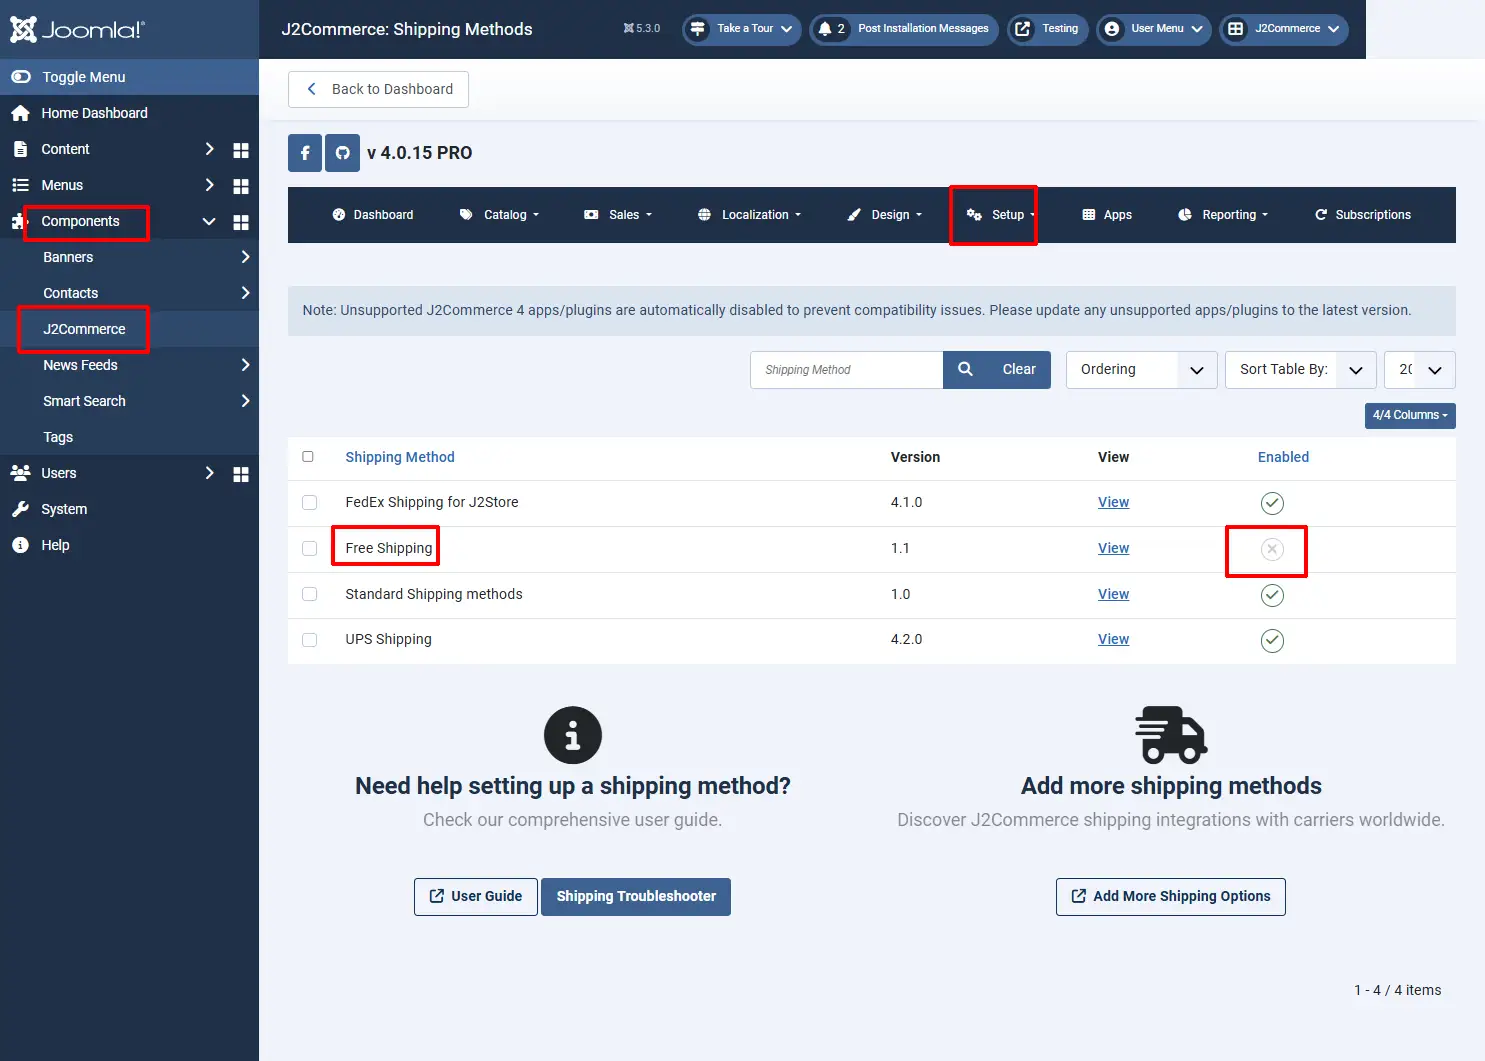 Joomla!®
J2Commerce: Shipping Methods
5.3.0
Take a Tour
2 Post Installation Messages
Testing
User Menu
J2Commerce
Toggle Menu
Home Dashboard
Content
Menus
Components
Banners
Contacts
J2Commerce
News Feeds
Smart Search
Tags
Users
System
Help
Back to Dashboard
v 4.0.15 PRO
Dashboard
Catalog
Sales
Localization
Design
Setup
Apps
Reporting
Subscriptions
Note: Unsupported J2Commerce 4 apps/plugins are automatically disabled to prevent compatibility issues. Please update any unsupported apps/plugins to the latest version.
Shipping Method
Clear
Ordering
Sort Table By:
20
4/4 Columns
Shipping Method Version View Enabled
FedEx Shipping for J2Store 4.1.0 View
Free Shipping 1.1 View
Standard Shipping methods 1.0 View
UPS Shipping 4.2.0 View
Need help setting up a shipping method?
Check our comprehensive user guide.
User Guide
Shipping Troubleshooter
Add more shipping methods
Discover J2Commerce shipping integrations with carriers worldwide.
Add More Shipping Options
1 - 4 / 4 items